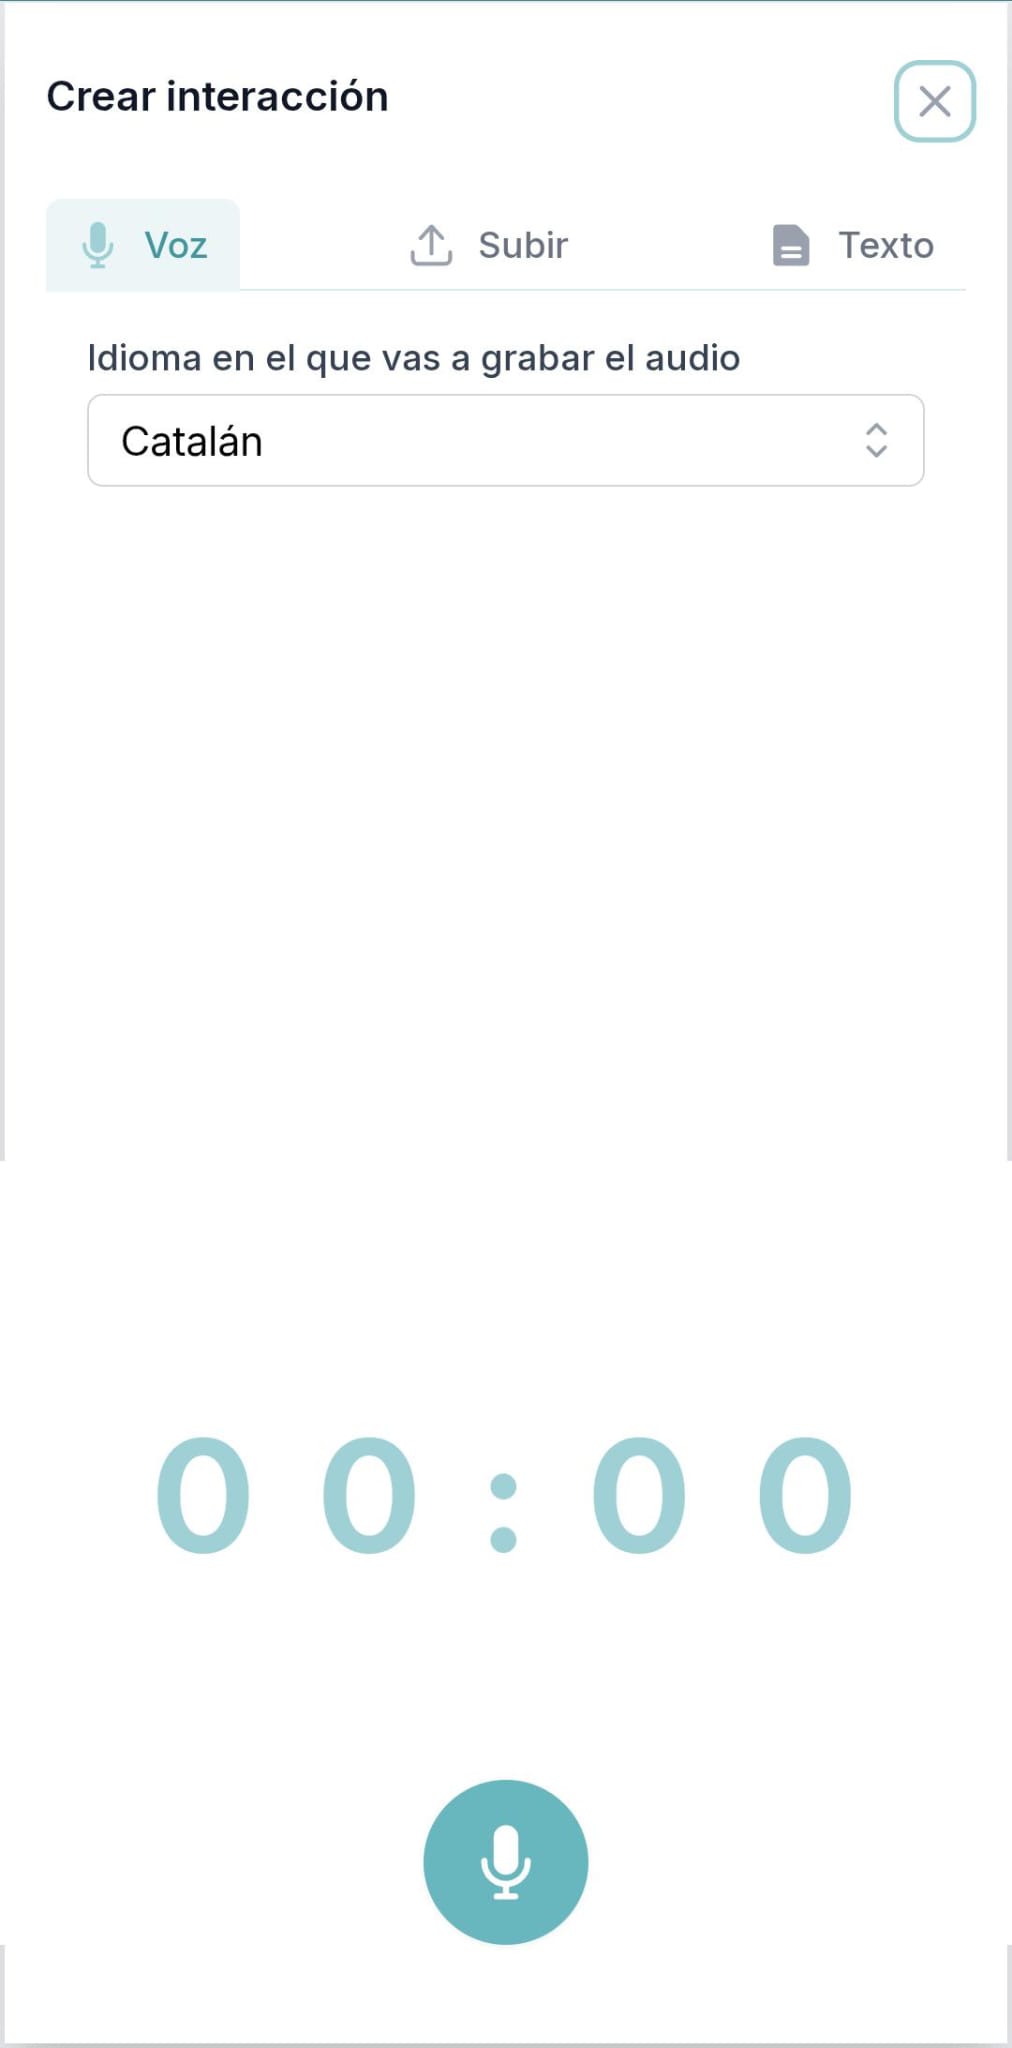 Crear interacción
Voz
Subir
Texto
Idioma en el que vas a grabar el audio
Catalán
00:00